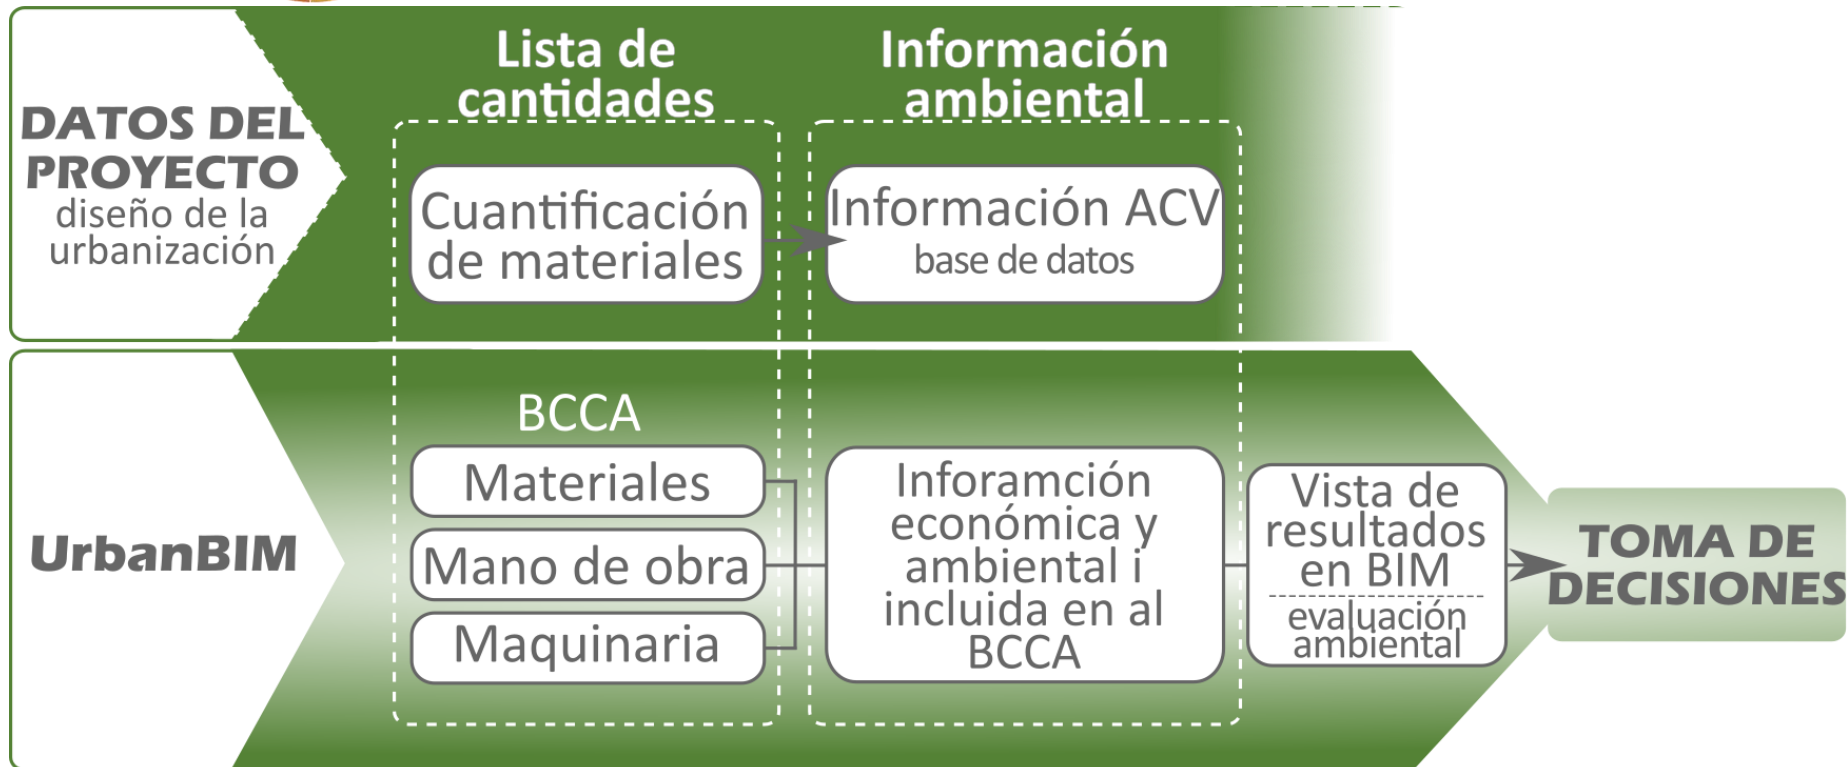 DATOS DEL
PROYECTO
diseño de la
urbanización
Lista de
cantidades
Información
ambiental
Cuantificación
de materiales
Información ACV
base de datos
UrbanBIM
BCCA
Materiales
Mano de obra
Maquinaria
Inforamción
económica y
ambiental i
incluida en al
BCCA
Vista de
resultados
en BIM
evaluación
ambiental
TOMA DE
DECISIONES